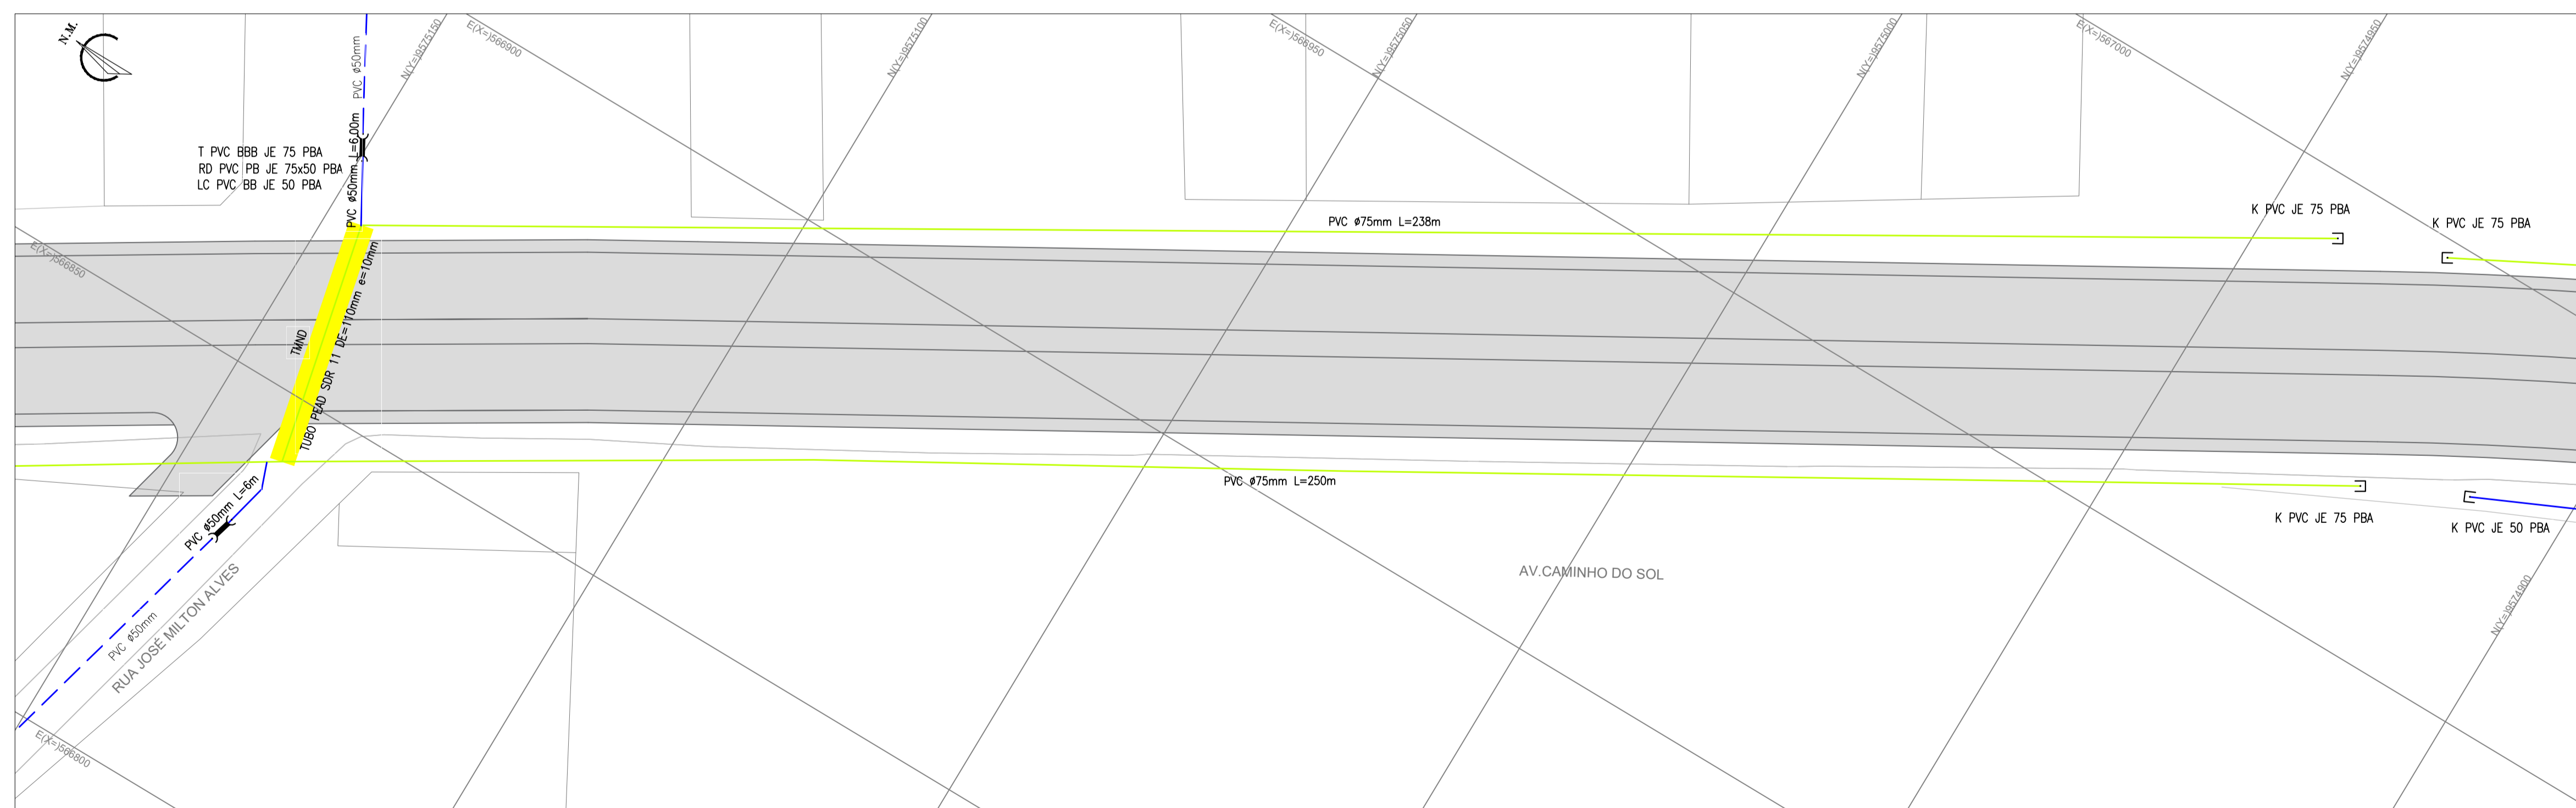 N.M.
E(X=)566900
N(Y=)9575150
N(Y=)9575100
E(X=)566950
N(Y=)9575050
N(Y=)9575000
E(X=)567000
N(Y=)9574950
PVC ø50mm
PVC ø50mm L=6,00m
T PVC BBB JE 75 PBA
RD PVC PB JE 75x50 PBA
LC PVC BB JE 50 PBA
PVC ø75mm L=238m
K PVC JE 75 PBA
K PVC JE 75 PBA
E(X=)566850
TMND
TUBO PEAD SDR 11 DE=110mm e=10mm
PVC ø75mm L=250m
K PVC JE 75 PBA
K PVC JE 50 PBA
PVC ø50mm L=6m
PVC ø50mm
RUA JOSÉ MILTON ALVES
AV.CAMINHO DO SOL
N(Y=)9574900
E(X=)566800